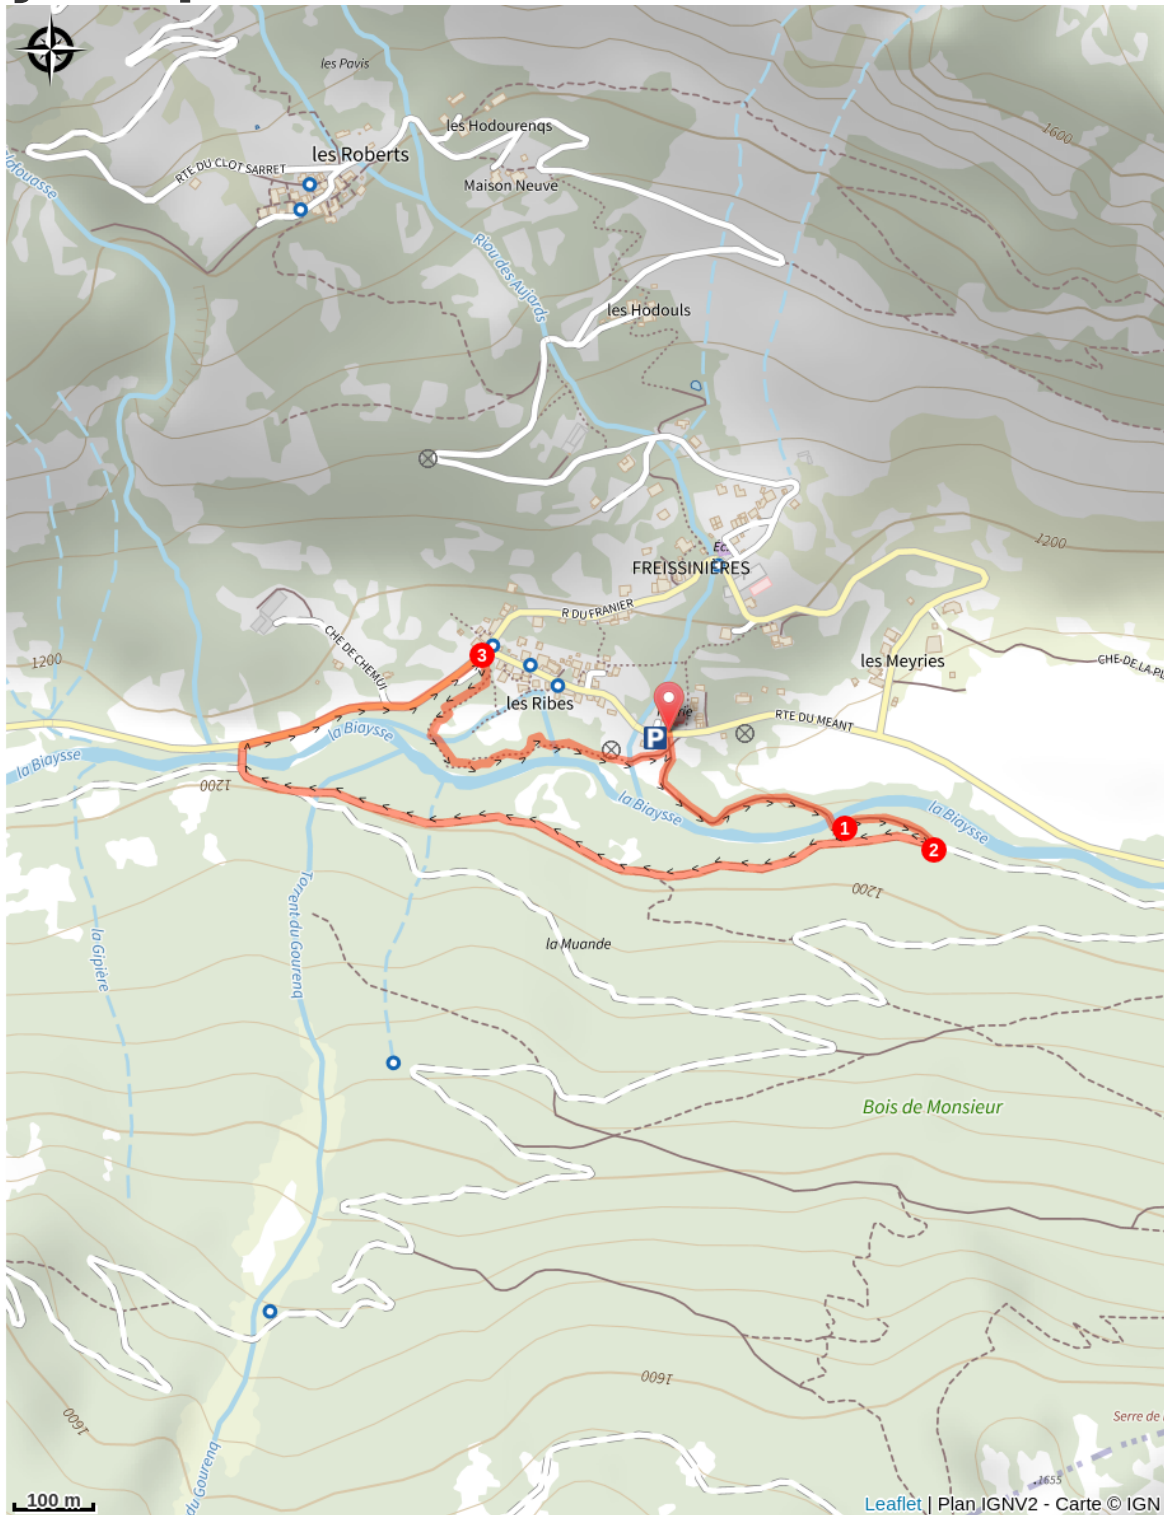 les Pavis
1600
les Hodourenqs
les Roberts
RTE DU CLOT SARRET
Maison Neuve
Riou des Aujards
les Hodouls
1200
Éc.
FREISSINIÈRES
R DU FRANIER
CHE DE CHEMUI
3
1200
les Meyries
CHE-DE-LA-PL
les Ribes
Mairie
P
RTE DU MEANT
la Biaysse
la Biaysse
1200
la Biaysse
la Biaysse
1
2
1200
Torrent du Gourenq
la Muande
la Gipière
Bois de Monsieur
1600
1600
du Gourenq
Serre de
1655
100 m
Leaflet | Plan IGNV2 - Carte © IGN